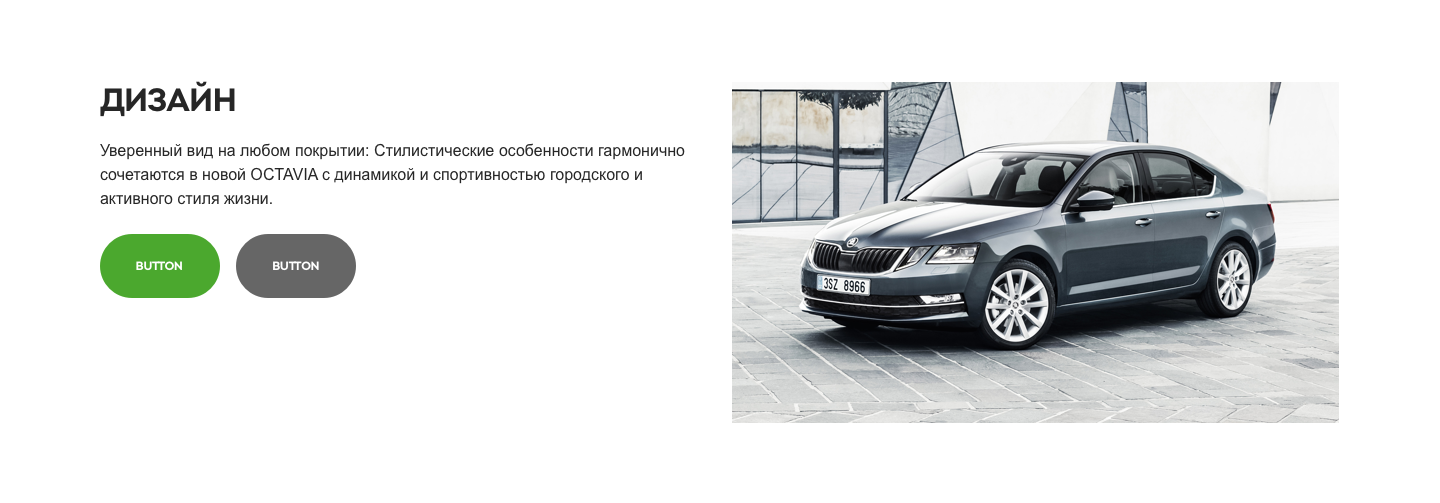 ДИЗАЙН
Уверенный вид на любом покрытии: Стилистические особенности гармонично
сочетаются в новой OCTAVIA с динамикой и спортивностью городского и
активного стиля жизни.
BUTTON BUTTON
3SZ 8966